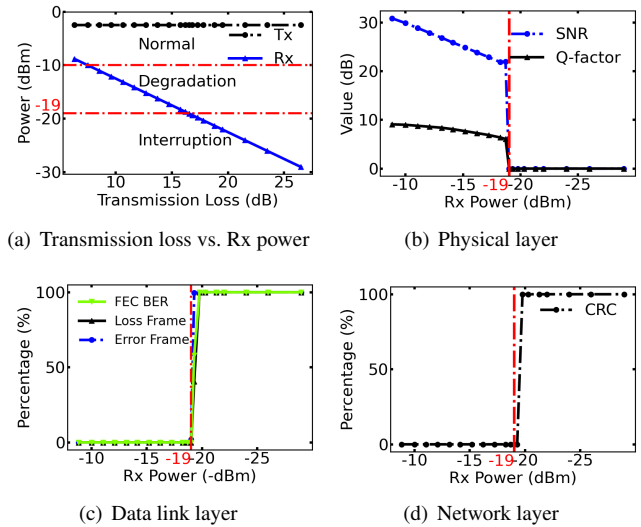 Power (dBm)
-10
-19
-20
-30
Normal
Degradation
Interruption
Tx
Rx
10
15
20
25
Transmission Loss (dB)
(a) Transmission loss vs. Rx power
Value (dB)
30
20
10
0
SNR
Q-factor
-10
-15
-19
-20
-25
Rx Power (dBm)
(b) Physical layer
Percentage (%)
100
50
0
FEC BER
Loss Frame
Error Frame
-10
-15
-19
-20
-25
Rx Power (-dBm)
(c) Data link layer
Percentage (%)
100
50
0
CRC
-10
-15
-19
-20
-25
Rx Power (dBm)
(d) Network layer